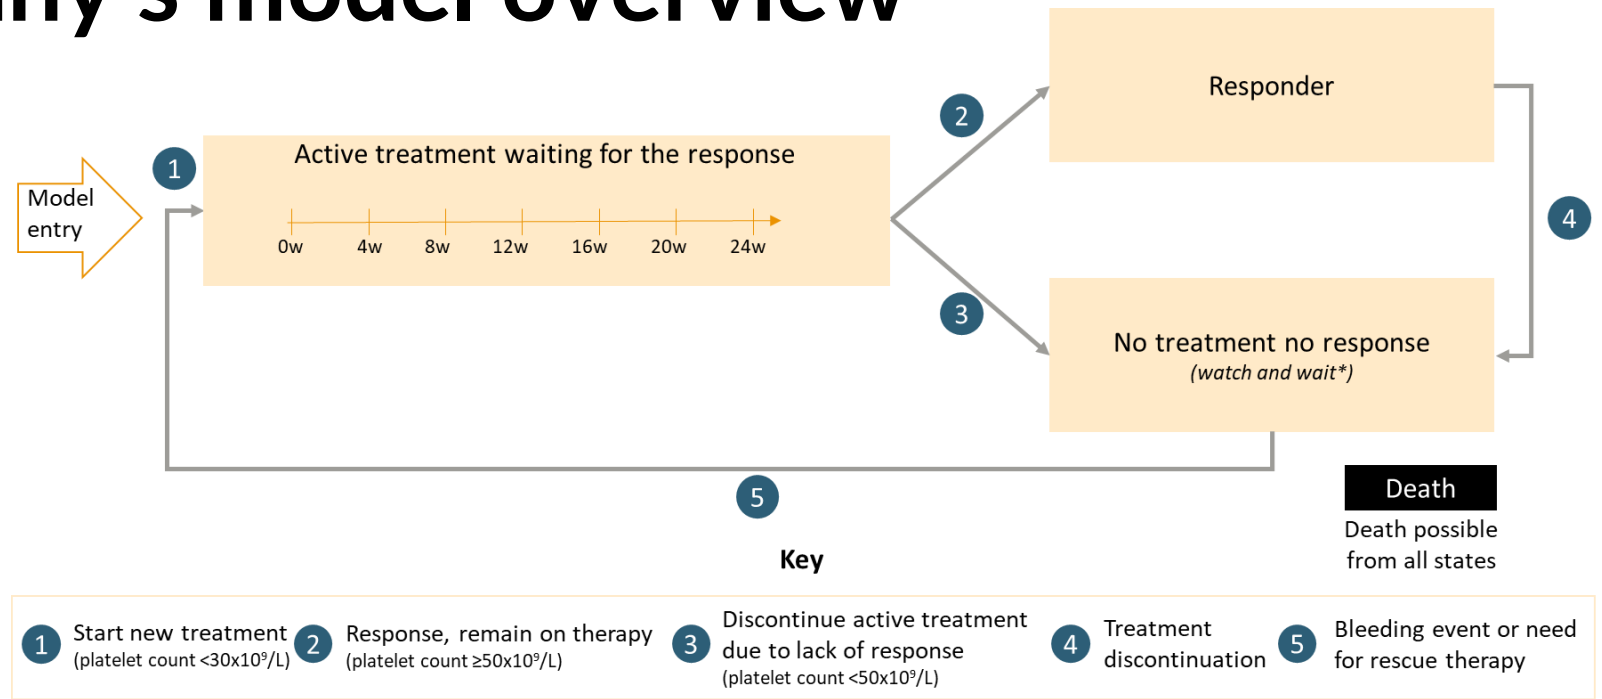 model overview
Responder
2
Active treatment waiting for the response
1
Model
entry
4
0w 4w 8w 12w 16w 20w 24w
3
No treatment no response
(watch and wait*)
5
Death
Death possible
from all states
Key
1 Start new treatment
(platelet count <30x10⁹/L)
2 Response, remain on therapy
(platelet count ≥50x10⁹/L)
3 Discontinue active treatment
due to lack of response
(platelet count <50x10⁹/L)
4 Treatment
discontinuation
5 Bleeding event or need
for rescue therapy